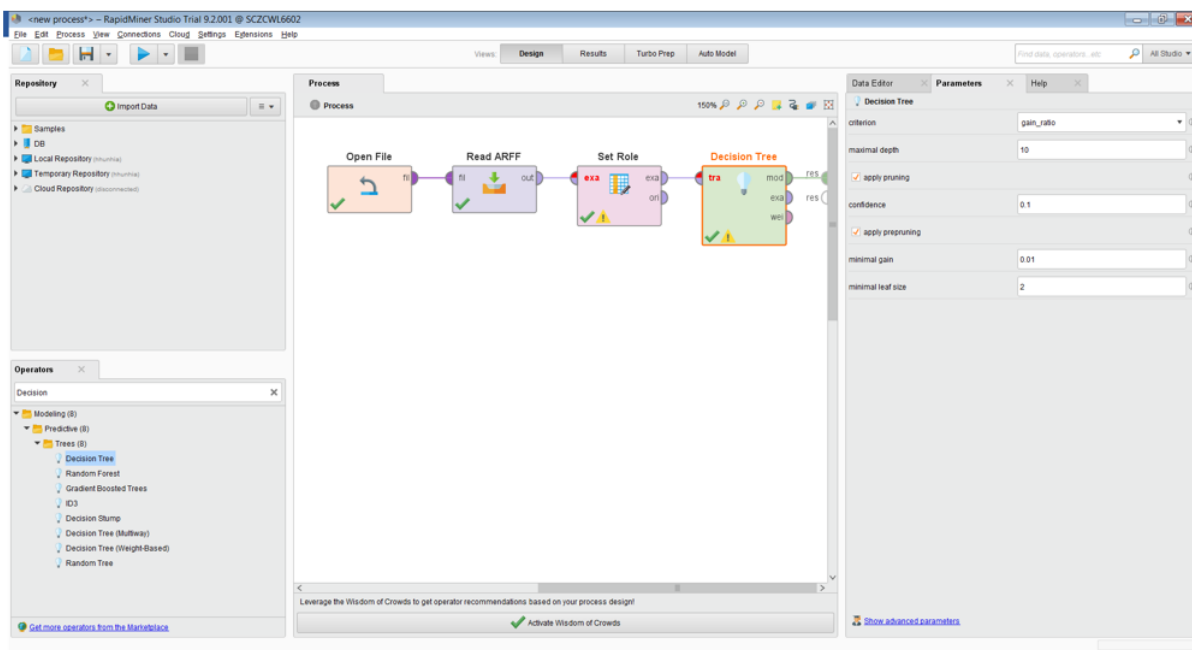 <new process*> – RapidMiner Studio Trial 9.2.001 @ SCZCWL6602
File Edit Process View Connections Cloud Settings Extensions Help
Views: Design Results Turbo Prep Auto Model
Find data, operators...etc All Studio
Repository
Import Data
Samples
DB
Local Repository (hhunhia)
Temporary Repository (hhunhia)
Cloud Repository (disconnected)
Operators
Decision
Modeling (8)
Predictive (8)
Trees (8)
Decision Tree
Random Forest
Gradient Boosted Trees
ID3
Decision Stump
Decision Tree (Multiway)
Decision Tree (Weight-Based)
Random Tree
Get more operators from the Marketplace
Process
Process 150%
Open File Read ARFF Set Role Decision Tree
fil fil out exa exa tra mod res
ori exa res
wei
Leverage the Wisdom of Crowds to get operator recommendations based on your process design!
Activate Wisdom of Crowds
Data Editor Parameters Help
Decision Tree
criterion gain_ratio
maximal depth 10
apply pruning
confidence 0.1
apply prepruning
minimal gain 0.01
minimal leaf size 2
Show advanced parameters